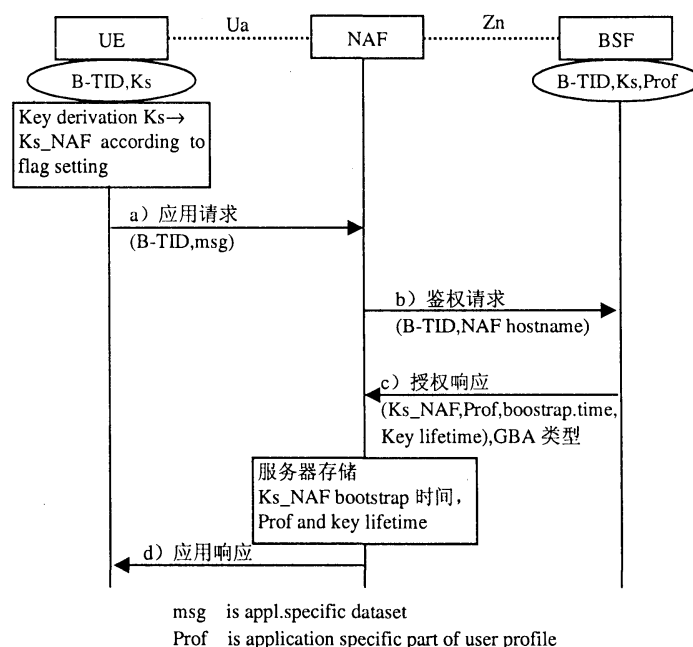 UE Ua NAF Zn BSF
B-TID,Ks
B-TID,Ks,Prof
Key derivation Ks→
Ks_NAF according to
flag setting
a）应用请求
(B-TID,msg)
b）鉴权请求
(B-TID,NAF hostname)
c）授权响应
(Ks_NAF,Prof,boostrap.time,
Key lifetime),GBA 类型
服务器存储
Ks_NAF bootstrap 时间，
Prof and key lifetime
d）应用响应
msg is appl.specific dataset
Prof is application specific part of user profile